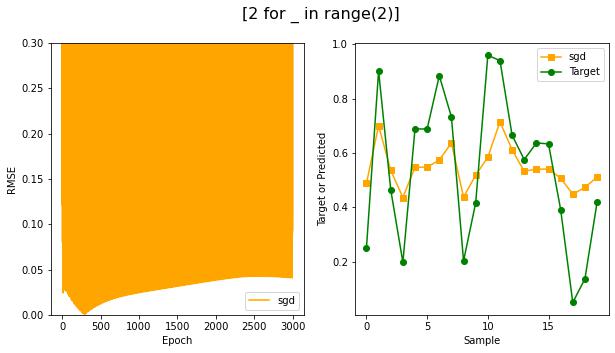 [2 for _ in range(2)]
0.30
0.25
0.20
0.15
0.10
0.05
0.00
RMSE
0 500 1000 1500 2000 2500 3000
Epoch
sgd
1.0
0.8
0.6
0.4
0.2
Target or Predicted
0 5 10 15
Sample
sgd
Target